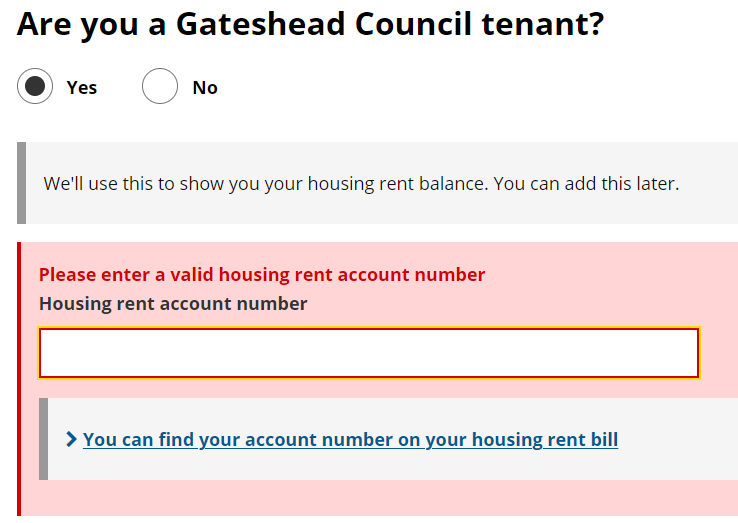 Are you a Gateshead Council tenant?
Yes No
We'll use this to show you your housing rent balance. You can add this later.
Please enter a valid housing rent account number
Housing rent account number
You can find your account number on your housing rent bill